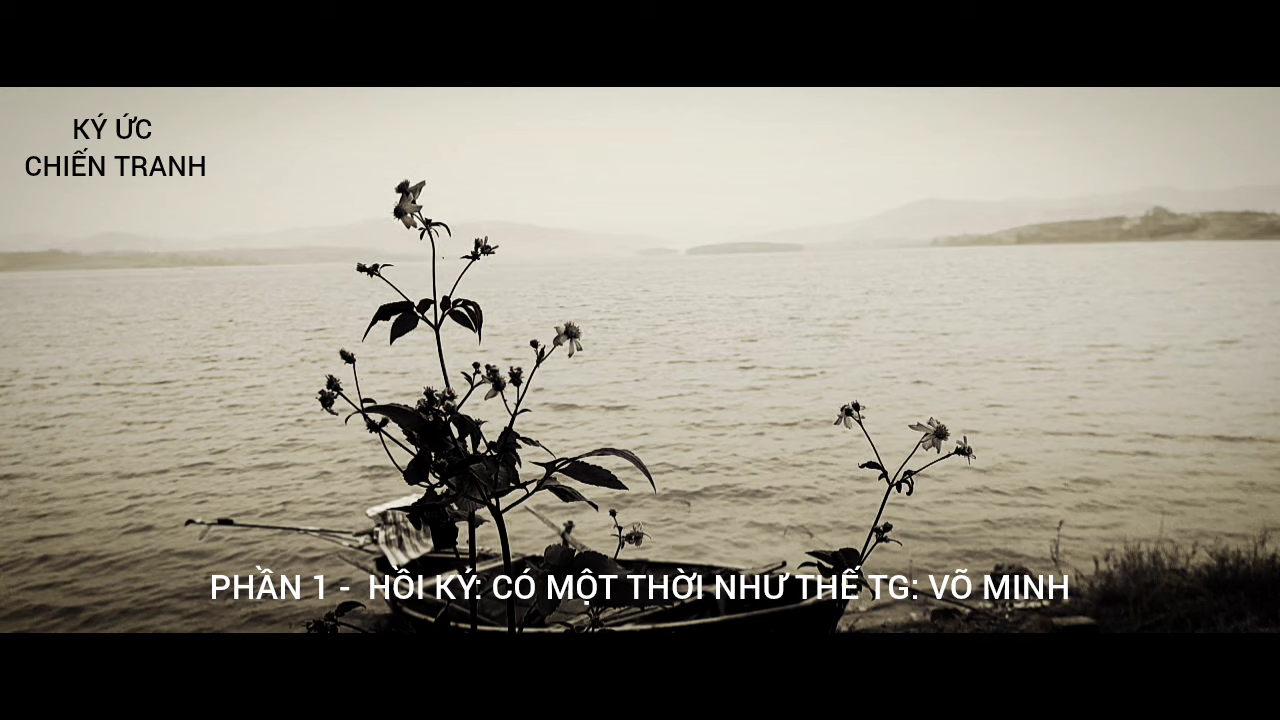 KÝ ỨC
CHIẾN TRANH
PHẦN 1 - HỒI KÝ: CÓ MỘT THỜI NHƯ THẾ TG: VÕ MINH